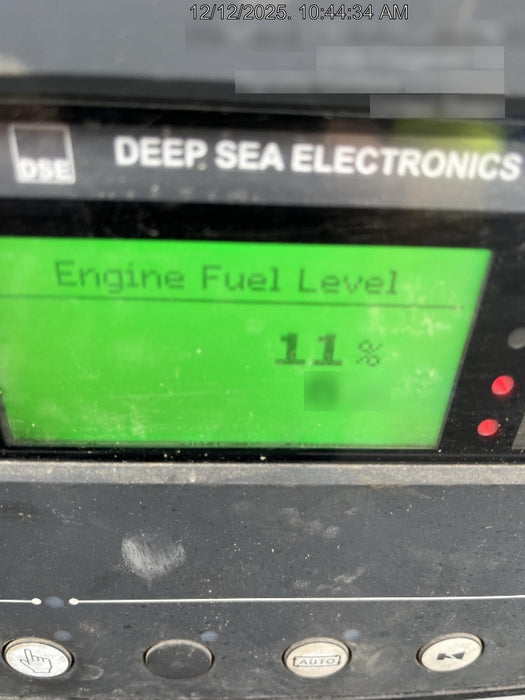 12/12/2025. 10:44:34 AM
DSE
DEEP SEA ELECTRONICS
Engine Fuel Level
11 %
AUTO